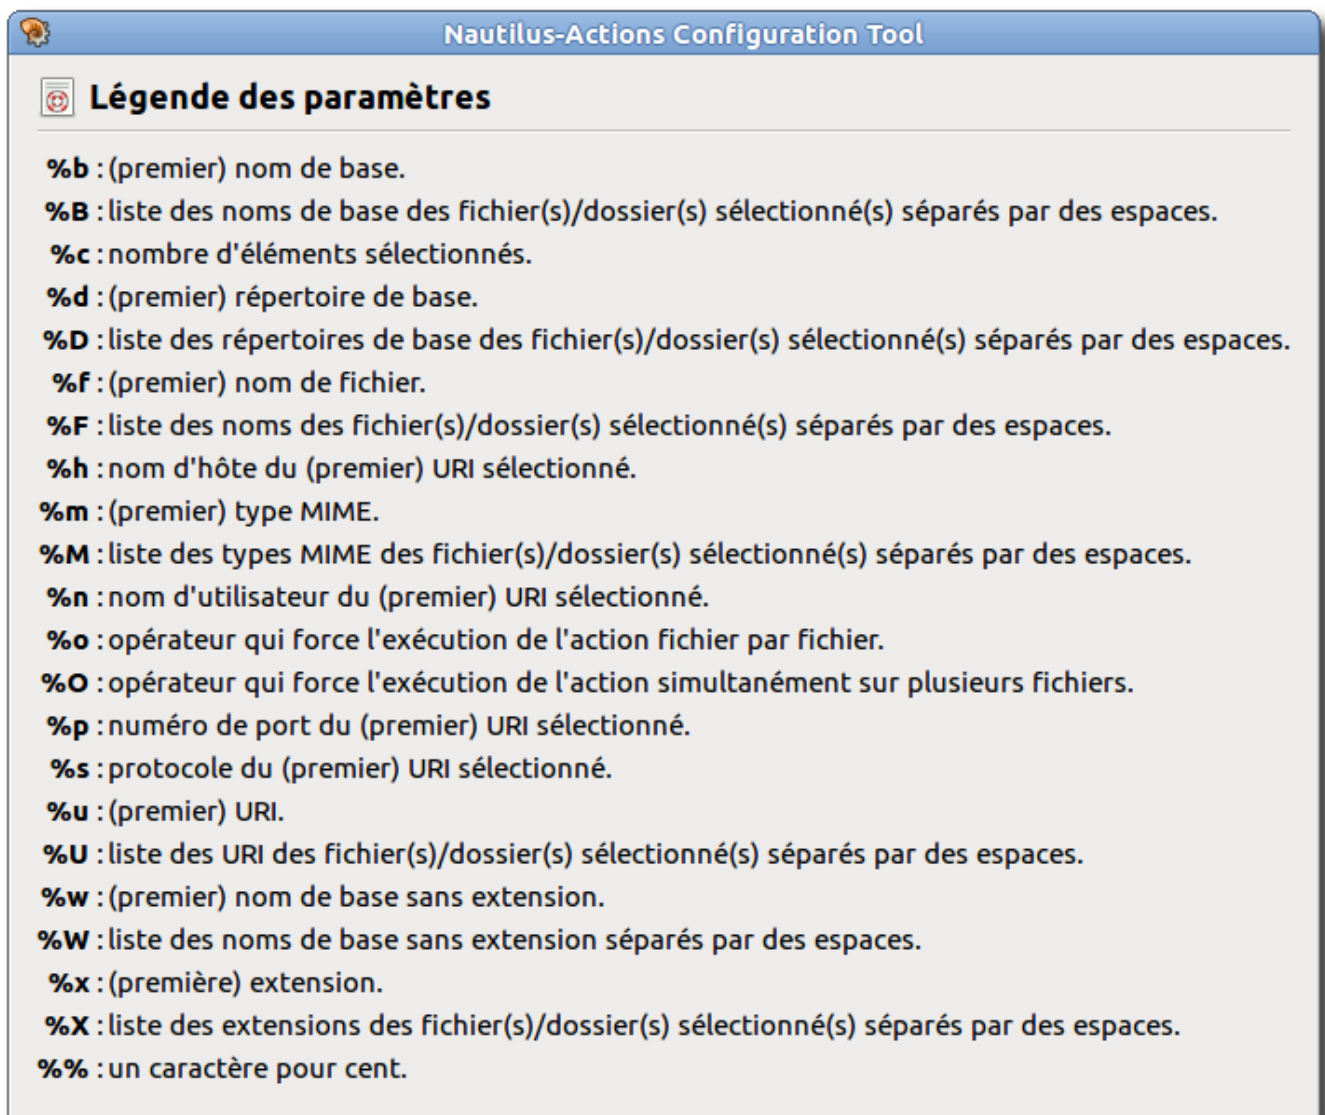 Nautilus-Actions Configuration Tool
Légende des paramètres
%b : (premier) nom de base.
%B : liste des noms de base des fichier(s)/dossier(s) sélectionné(s) séparés par des espaces.
%c : nombre d'éléments sélectionnés.
%d : (premier) répertoire de base.
%D : liste des répertoires de base des fichier(s)/dossier(s) sélectionné(s) séparés par des espaces.
%f : (premier) nom de fichier.
%F : liste des noms des fichier(s)/dossier(s) sélectionné(s) séparés par des espaces.
%h : nom d'hôte du (premier) URI sélectionné.
%m : (premier) type MIME.
%M : liste des types MIME des fichier(s)/dossier(s) sélectionné(s) séparés par des espaces.
%n : nom d'utilisateur du (premier) URI sélectionné.
%o : opérateur qui force l'exécution de l'action fichier par fichier.
%O : opérateur qui force l'exécution de l'action simultanément sur plusieurs fichiers.
%p : numéro de port du (premier) URI sélectionné.
%s : protocole du (premier) URI sélectionné.
%u : (premier) URI.
%U : liste des URI des fichier(s)/dossier(s) sélectionné(s) séparés par des espaces.
%w : (premier) nom de base sans extension.
%W : liste des noms de base sans extension séparés par des espaces.
%x : (première) extension.
%X : liste des extensions des fichier(s)/dossier(s) sélectionné(s) séparés par des espaces.
%% : un caractère pour cent.